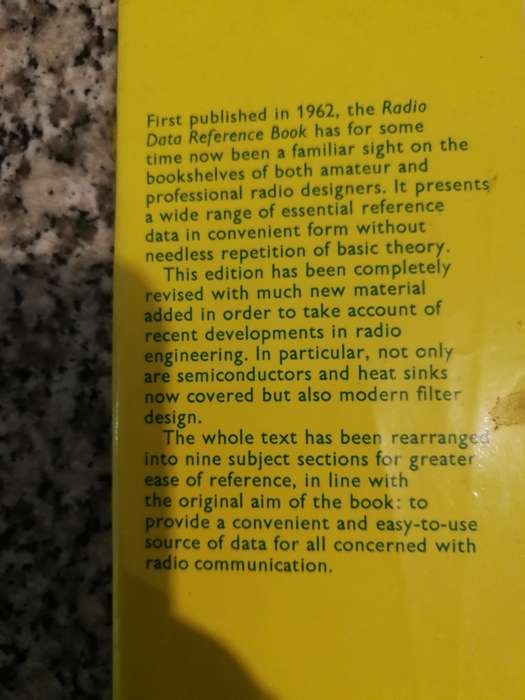 First published in 1962, the Radio
Data Reference Book has for some
time now been a familiar sight on the
bookshelves of both amateur and
professional radio designers. It presents
a wide range of essential reference
data in convenient form without
needless repetition of basic theory.
This edition has been completely
revised with much new material
added in order to take account of
recent developments in radio
engineering. In particular, not only
are semiconductors and heat sinks
now covered but also modern filter
design.
The whole text has been rearranged
into nine subject sections for greater
ease of reference, in line with
the original aim of the book: to
provide a convenient and easy-to-use
source of data for all concerned with
radio communication.